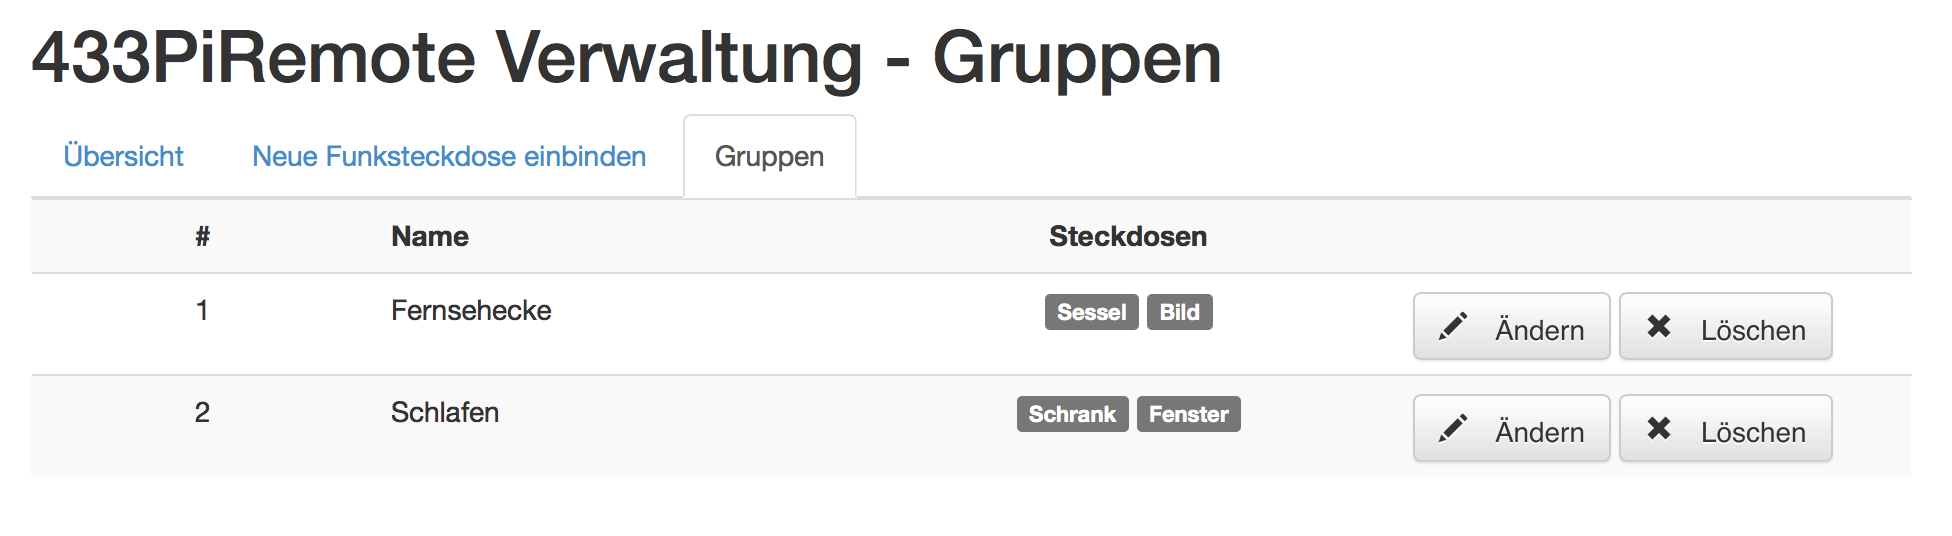 433PiRemote Verwaltung - Gruppen
Übersicht Neue Funksteckdose einbinden Gruppen
# Name Steckdosen
1 Fernsehecke Sessel Bild Ändern Löschen
2 Schlafen Schrank Fenster Ändern Löschen